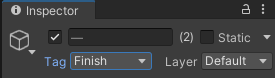 Inspector
— (2) Static
Tag Finish Layer Default